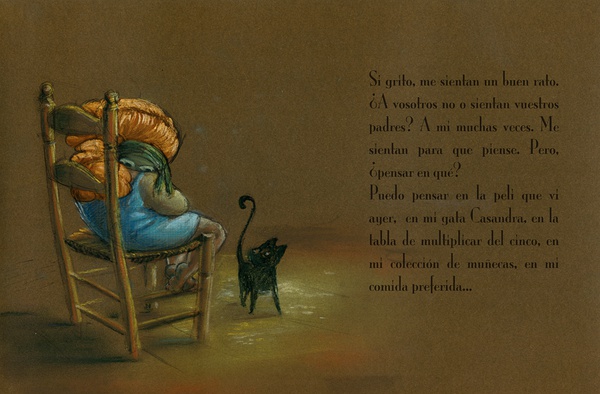 Si grito, me sientan un buen rato.
¿A vosotros no o sientan vuestros
padres? A mi muchas veces. Me
sientan para que piense. Pero,
¿pensar en que?
Puedo pensar en la peli que vi
ayer, en mi gata Casandra, en la
tabla de multiplicar del cinco, en
mi colección de muñecas, en mi
comida preferida...